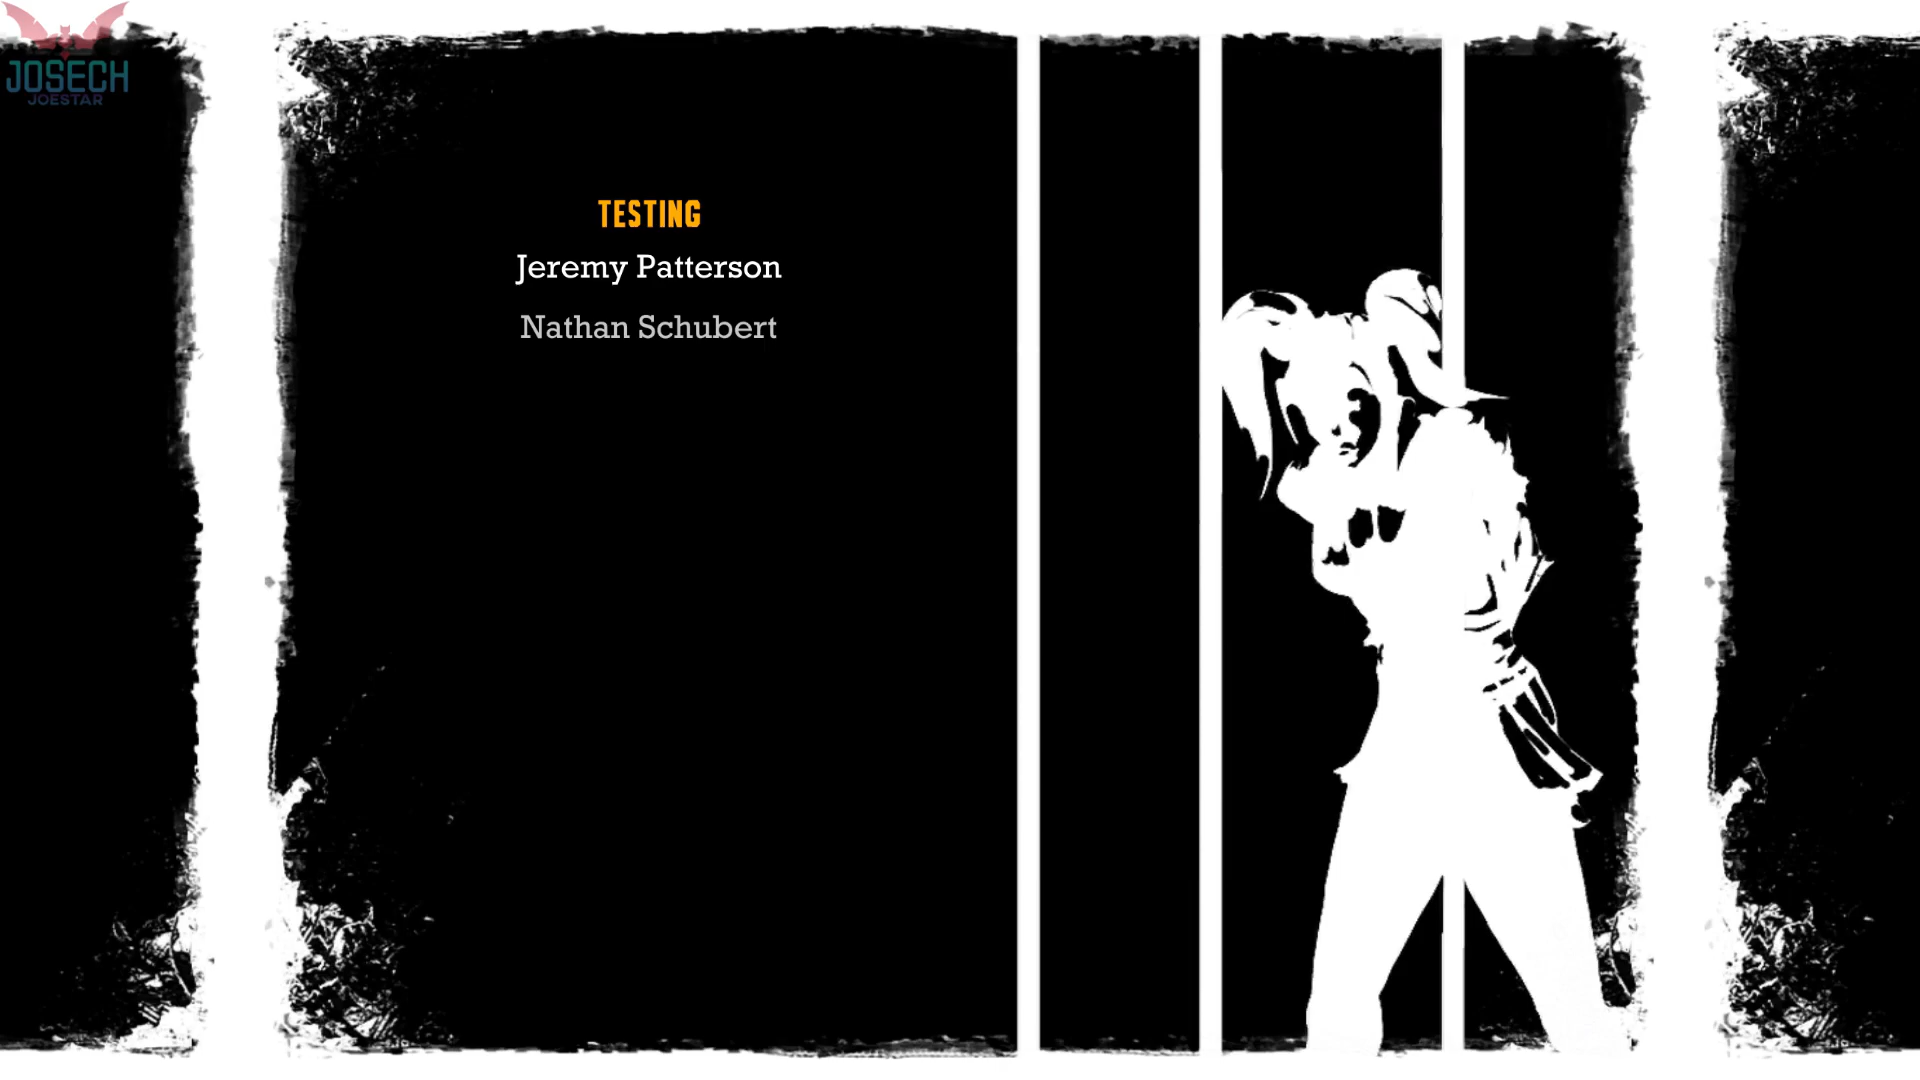 JOSECH
JOESTAR
TESTING
Jeremy Patterson
Nathan Schubert